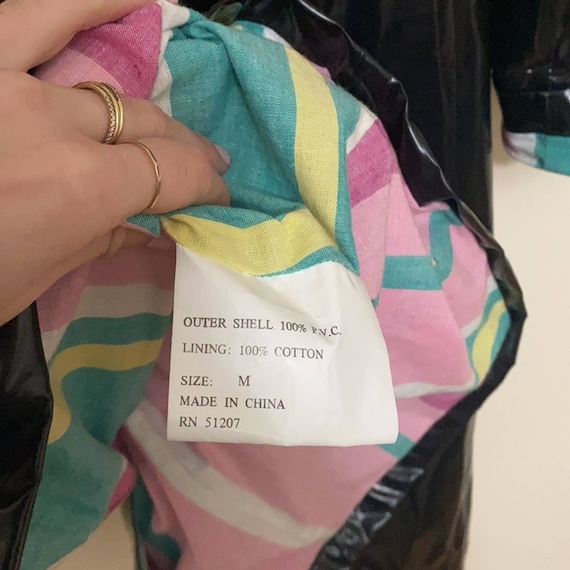 OUTER SHELL 100% P.V.C.
LINING: 100% COTTON
SIZE: M
MADE IN CHINA
RN 51207